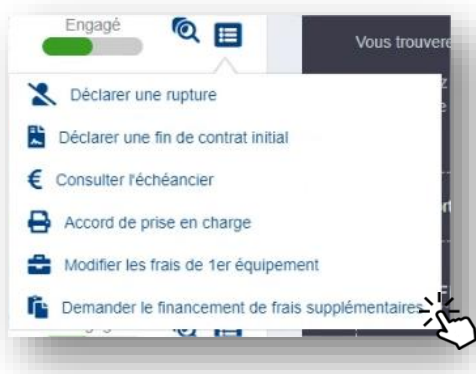 Engagé
Vous trouvere
Déclarer une rupture
Déclarer une fin de contrat initial
€ Consulter l'échéancier
Accord de prise en charge
Modifier les frais de 1er équipement
Demander le financement de frais supplémentaires